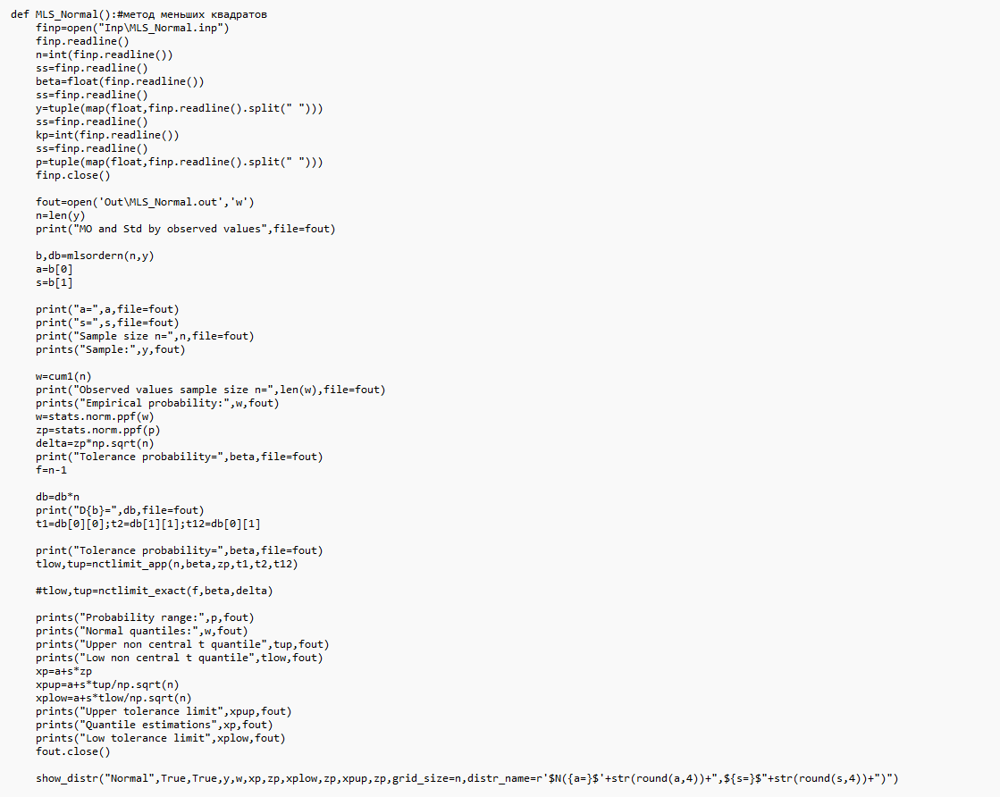 def MLS_Normal():#метод меньших квадратов
    finp=open("Inp\MLS_Normal.inp")
    finp.readline()
    n=int(finp.readline())
    ss=finp.readline()
    beta=float(finp.readline())
    ss=finp.readline()
    y=tuple(map(float,finp.readline().split(" ")))
    ss=finp.readline()
    kp=int(finp.readline())
    ss=finp.readline()
    p=tuple(map(float,finp.readline().split(" ")))
    finp.close()

    fout=open('Out\MLS_Normal.out','w')
    n=len(y)
    print("MO and Std by observed values",file=fout)

    b,db=mlsordern(n,y)
    a=b[0]
    s=b[1]

    print("a=",a,file=fout)
    print("s=",s,file=fout)
    print("Sample size n=",n,file=fout)
    prints("Sample:",y,fout)

    w=cum1(n)
    print("Observed values sample size n=",len(w),file=fout)
    prints("Empirical probability:",w,fout)
    w=stats.norm.ppf(w)
    zp=stats.norm.ppf(p)
    delta=zp*np.sqrt(n)
    print("Tolerance probability=",beta,file=fout)
    f=n-1

    db=db*n
    print("D{b}=",db,file=fout)
    t1=db[0][0];t2=db[1][1];t12=db[0][1]

    print("Tolerance probability=",beta,file=fout)
    tlow,tup=nctlimit_app(n,beta,zp,t1,t2,t12)

    #tlow,tup=nctlimit_exact(f,beta,delta)

    prints("Probability range:",p,fout)
    prints("Normal quantiles:",w,fout)
    prints("Upper non central t quantile",tup,fout)
    prints("Low non central t quantile",tlow,fout)
    xp=a+s*zp
    xpup=a+s*tup/np.sqrt(n)
    xplow=a+s*tlow/np.sqrt(n)
    prints("Upper tolerance limit",xpup,fout)
    prints("Quantile estimations",xp,fout)
    prints("Low tolerance limit",xplow,fout)
    fout.close()

    show_distr("Normal",True,True,y,w,xp,zp,xplow,zp,xpup,zp,grid_size=n,distr_name=r'$N({a=}$'+str(round(a,4))+",${s=}$"+str(round(s,4))+")")